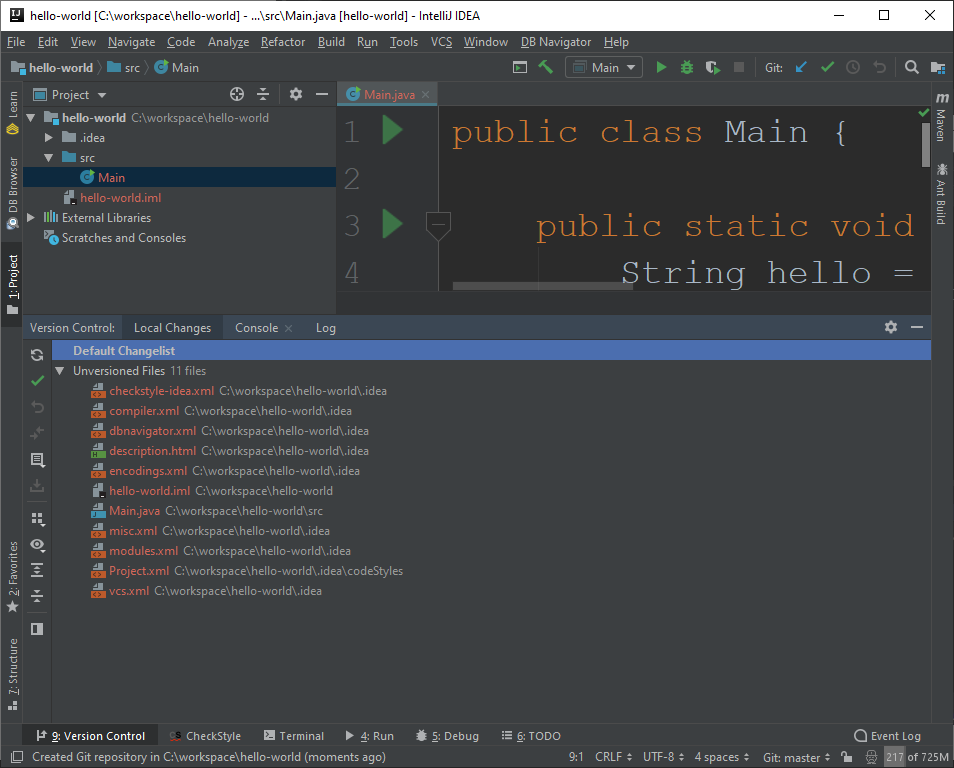 hello-world [C:\workspace\hello-world] - ...\src\Main.java [hello-world] - IntelliJ IDEA
File Edit View Navigate Code Analyze Refactor Build Run Tools VCS Window DB Navigator Help
hello-world src Main Main Git:
Learn
DB Browser
1: Project
2: Favorites
7: Structure
Project
hello-world C:\workspace\hello-world
.idea
src
Main
hello-world.iml
External Libraries
Scratches and Consoles
Main.java
1 public class Main {
2
3 public static void
4 String hello =
Maven
Ant Build
Version Control: Local Changes Console Log
Default Changelist
Unversioned Files 11 files
checkstyle-idea.xml C:\workspace\hello-world\.idea
compiler.xml C:\workspace\hello-world\.idea
dbnavigator.xml C:\workspace\hello-world\.idea
description.html C:\workspace\hello-world\.idea
encodings.xml C:\workspace\hello-world\.idea
hello-world.iml C:\workspace\hello-world
Main.java C:\workspace\hello-world\src
misc.xml C:\workspace\hello-world\.idea
modules.xml C:\workspace\hello-world\.idea
Project.xml C:\workspace\hello-world\.idea\codeStyles
vcs.xml C:\workspace\hello-world\.idea
9: Version Control CheckStyle Terminal 4: Run 5: Debug 6: TODO Event Log
Created Git repository in C:\workspace\hello-world (moments ago) 9:1 CRLF UTF-8 4 spaces Git: master 217 of 725M